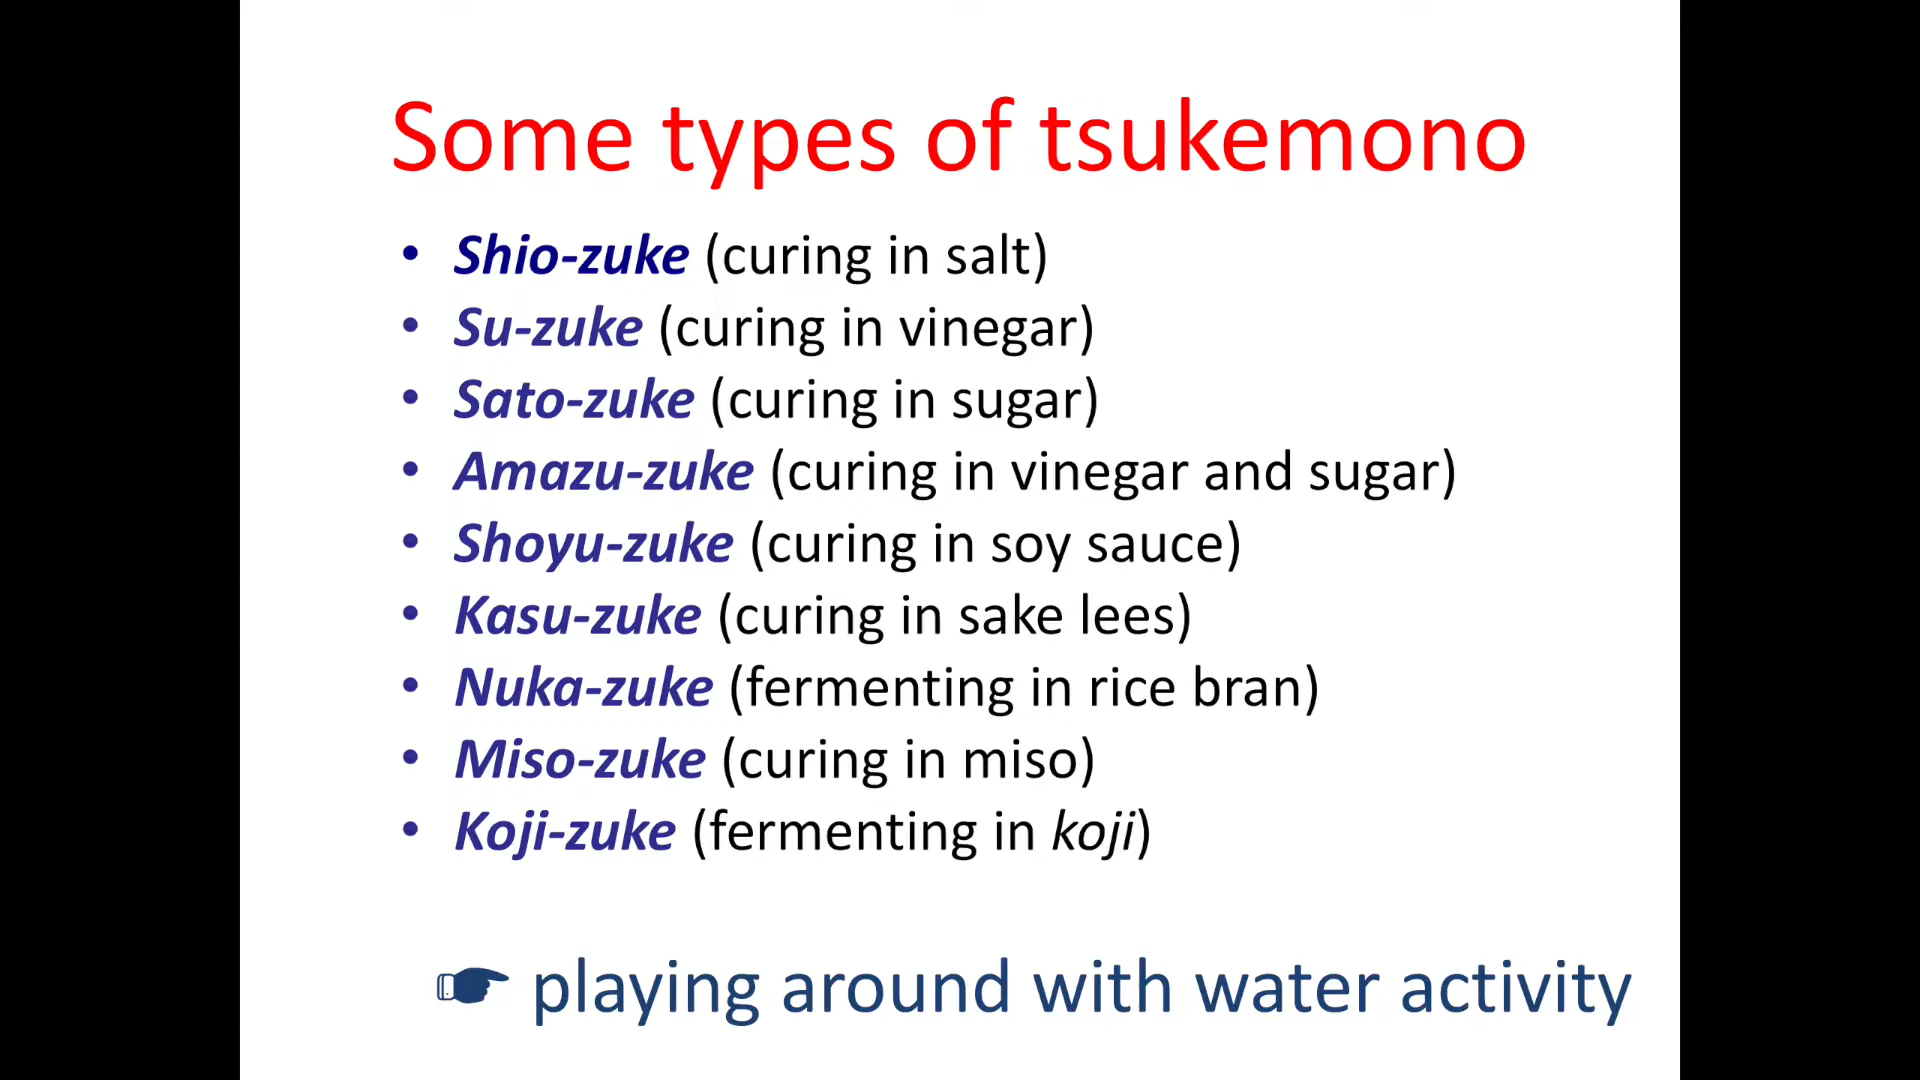 Some types of tsukemono
• Shio-zuke (curing in salt)
• Su-zuke (curing in vinegar)
• Sato-zuke (curing in sugar)
• Amazu-zuke (curing in vinegar and sugar)
• Shoyu-zuke (curing in soy sauce)
• Kasu-zuke (curing in sake lees)
• Nuka-zuke (fermenting in rice bran)
• Miso-zuke (curing in miso)
• Koji-zuke (fermenting in koji)
☛ playing around with water activity